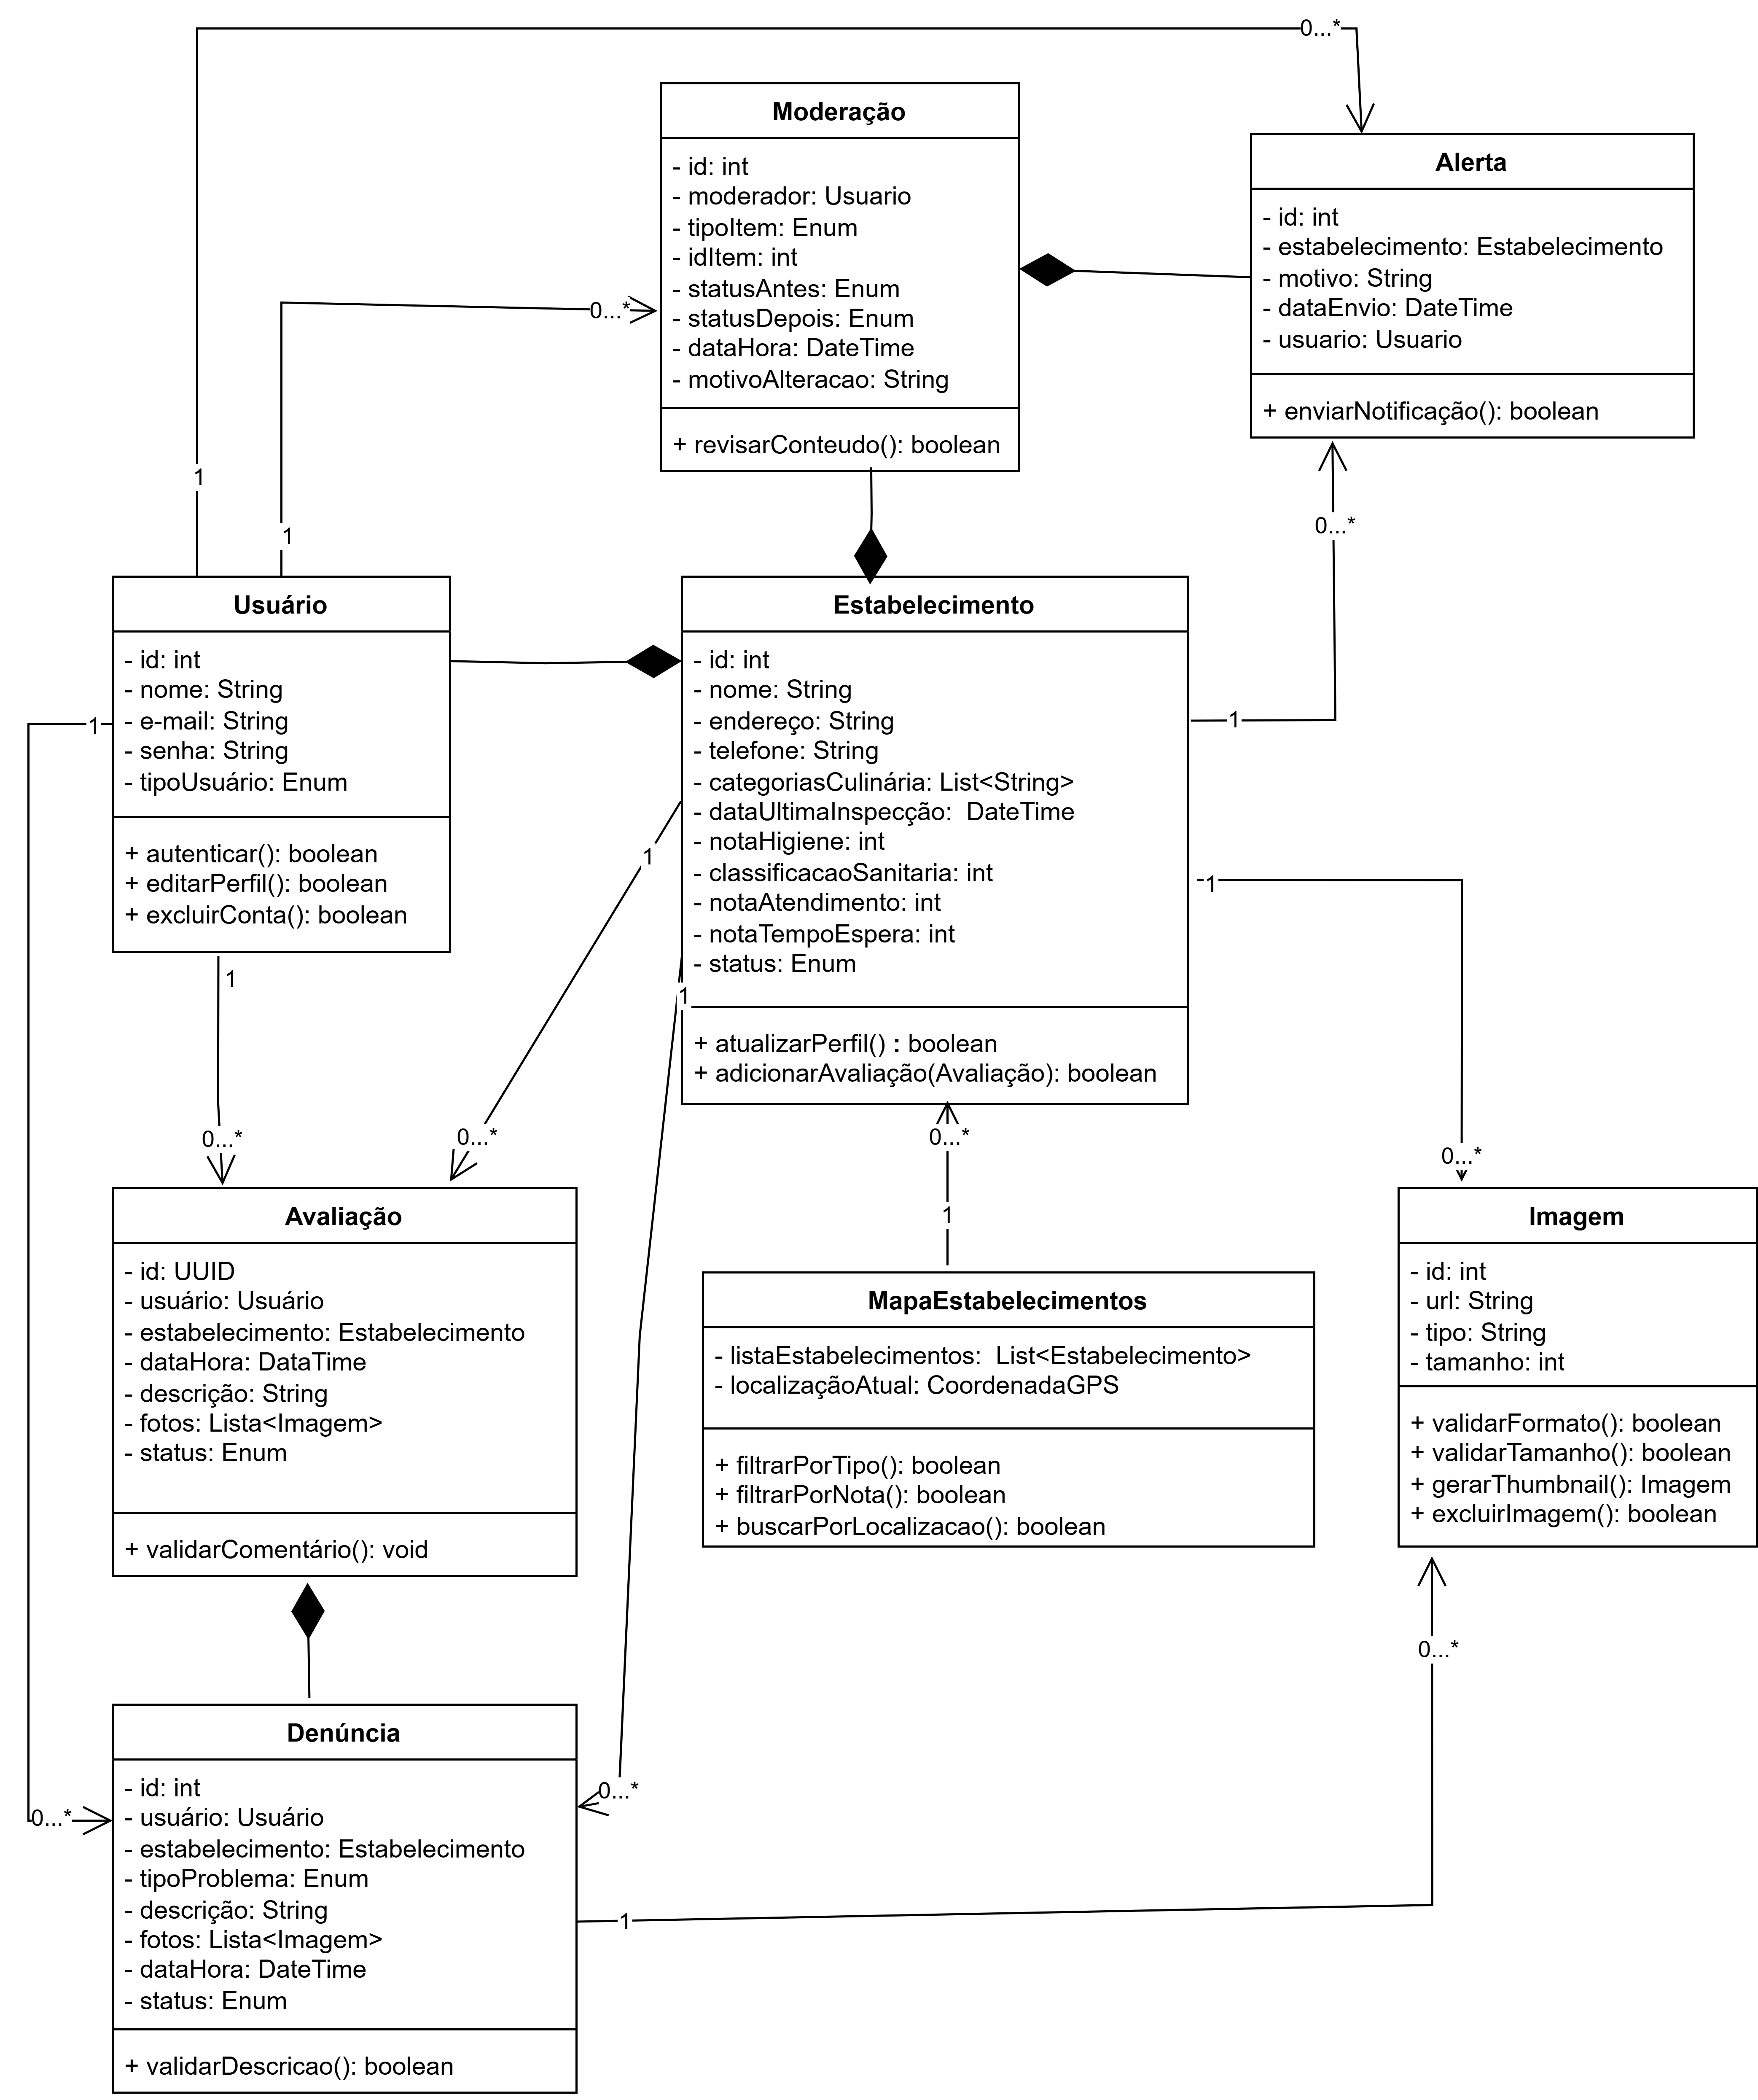 0...*
Moderação
- id: int
- moderador: Usuario
- tipoItem: Enum
- idItem: int
- statusAntes: Enum
- statusDepois: Enum
- dataHora: DateTime
- motivoAlteracao: String
+ revisarConteudo(): boolean
Alerta
- id: int
- estabelecimento: Estabelecimento
- motivo: String
- dataEnvio: DateTime
- usuario: Usuario
+ enviarNotificação(): boolean
0...*
1
1
0...*
Usuário
- id: int
- nome: String
- e-mail: String
- senha: String
- tipoUsuário: Enum
+ autenticar(): boolean
+ editarPerfil(): boolean
+ excluirConta(): boolean
Estabelecimento
- id: int
- nome: String
- endereço: String
- telefone: String
- categoriasCulinária: List<String>
- dataUltimaInspecção:  DateTime
- notaHigiene: int
- classificacaoSanitaria: int
- notaAtendimento: int
- notaTempoEspera: int
- status: Enum
+ atualizarPerfil() : boolean
+ adicionarAvaliação(Avaliação): boolean
1
1
1
1
1
1
0...*
0...*
0...*
0...*
1
Avaliação
- id: UUID
- usuário: Usuário
- estabelecimento: Estabelecimento
- dataHora: DataTime
- descrição: String
- fotos: Lista<Imagem>
- status: Enum
+ validarComentário(): void
MapaEstabelecimentos
- listaEstabelecimentos:  List<Estabelecimento>
- localizaçãoAtual: CoordenadaGPS
+ filtrarPorTipo(): boolean
+ filtrarPorNota(): boolean
+ buscarPorLocalizacao(): boolean
Imagem
- id: int
- url: String
- tipo: String
- tamanho: int
+ validarFormato(): boolean
+ validarTamanho(): boolean
+ gerarThumbnail(): Imagem
+ excluirImagem(): boolean
0...*
0...*
0...*
Denúncia
- id: int
- usuário: Usuário
- estabelecimento: Estabelecimento
- tipoProblema: Enum
- descrição: String
- fotos: Lista<Imagem>
- dataHora: DateTime
- status: Enum
+ validarDescricao(): boolean
1